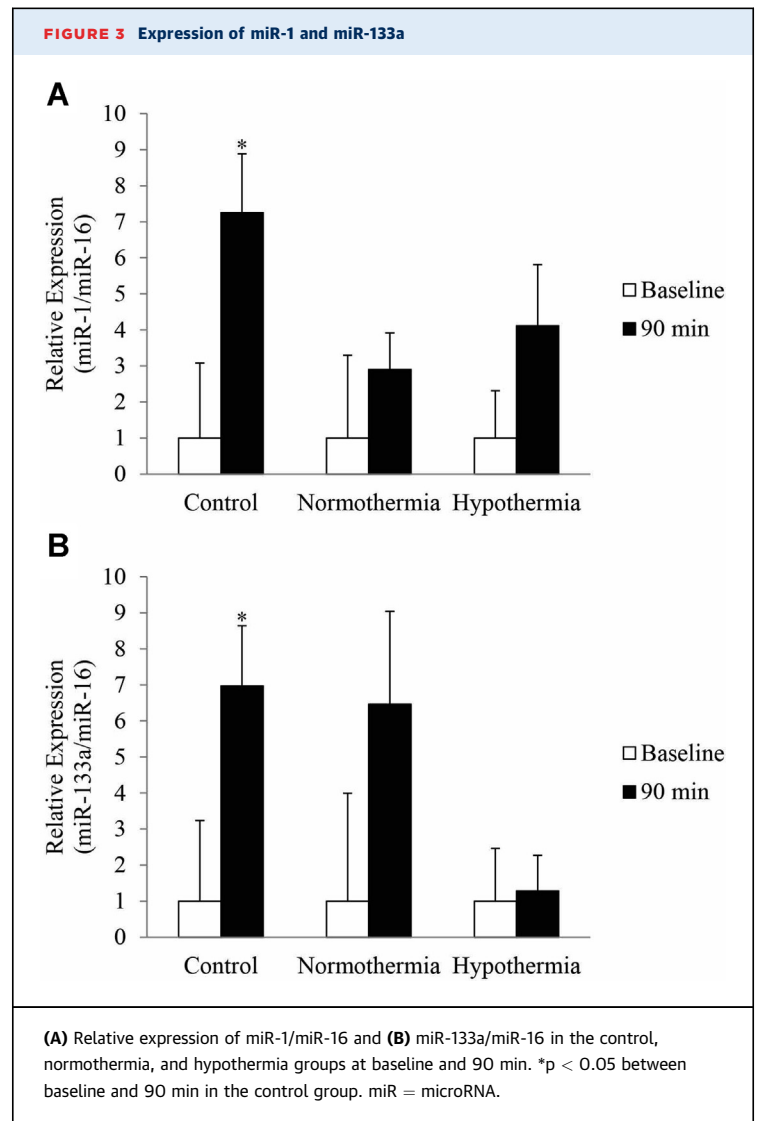 FIGURE 3 Expression of miR-1 and miR-133a
A
10
9
8
7
6
5
4
3
2
1
0
Relative Expression
(miR-1/miR-16)
*
Control Normothermia Hypothermia
Baseline
90 min
B
10
9
8
7
6
5
4
3
2
1
0
Relative Expression
(miR-133a/miR-16)
*
Control Normothermia Hypothermia
Baseline
90 min
(A) Relative expression of miR-1/miR-16 and (B) miR-133a/miR-16 in the control,
normothermia, and hypothermia groups at baseline and 90 min. *p < 0.05 between
baseline and 90 min in the control group. miR = microRNA.